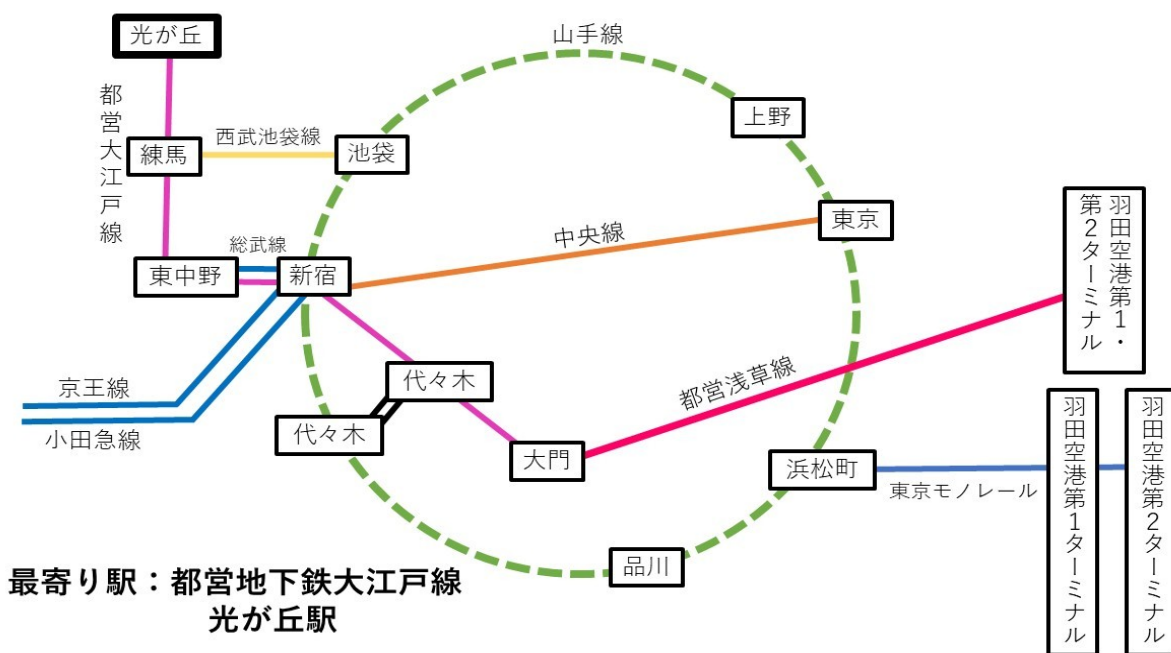 光が丘
山手線
都営大江戸線
上野
西武池袋線
練馬
池袋
羽田空港第1・
第2ターミナル
東京
中央線
総武線
東中野
新宿
都営浅草線
代々木
京王線
小田急線
代々木
大門
浜松町
東京モノレール
羽田空港第1ターミナル
羽田空港第2ターミナル
品川
最寄り駅：都営地下鉄大江戸線
光が丘駅